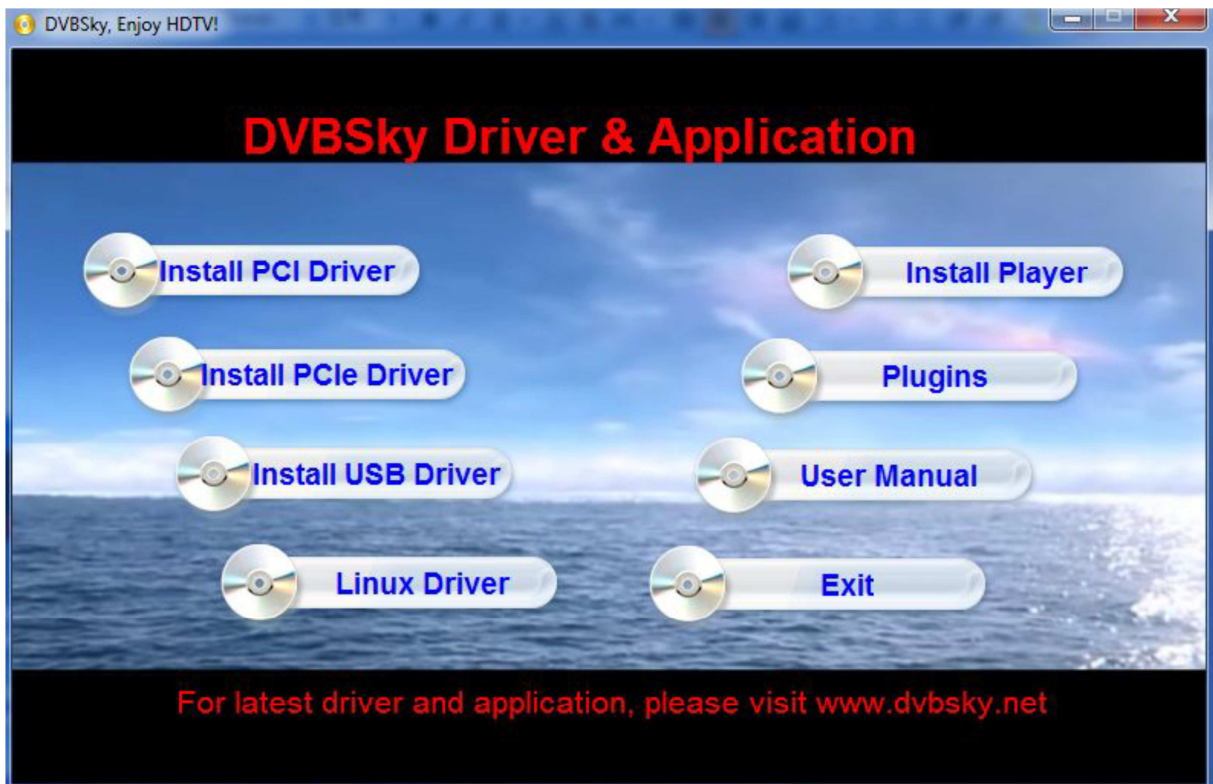 DVBSky, Enjoy HDTV!
DVBSky Driver & Application
Install PCI Driver
Install Player
Install PCIe Driver
Plugins
Install USB Driver
User Manual
Linux Driver
Exit
For latest driver and application, please visit www.dvbsky.net